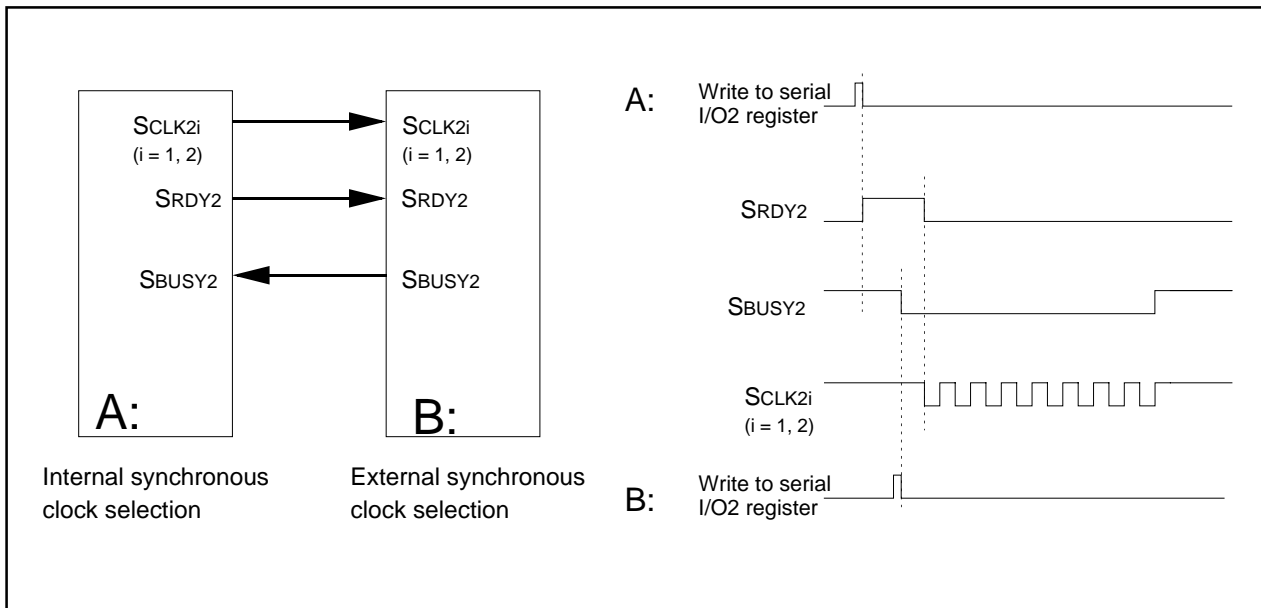 SCLK2i
(i = 1, 2)
SRDY2
SBUSY2
A:
SCLK2i
(i = 1, 2)
SRDY2
SBUSY2
B:
Internal synchronous
clock selection
External synchronous
clock selection
A:
Write to serial
I/O2 register
SRDY2
SBUSY2
SCLK2i
(i = 1, 2)
B:
Write to serial
I/O2 register